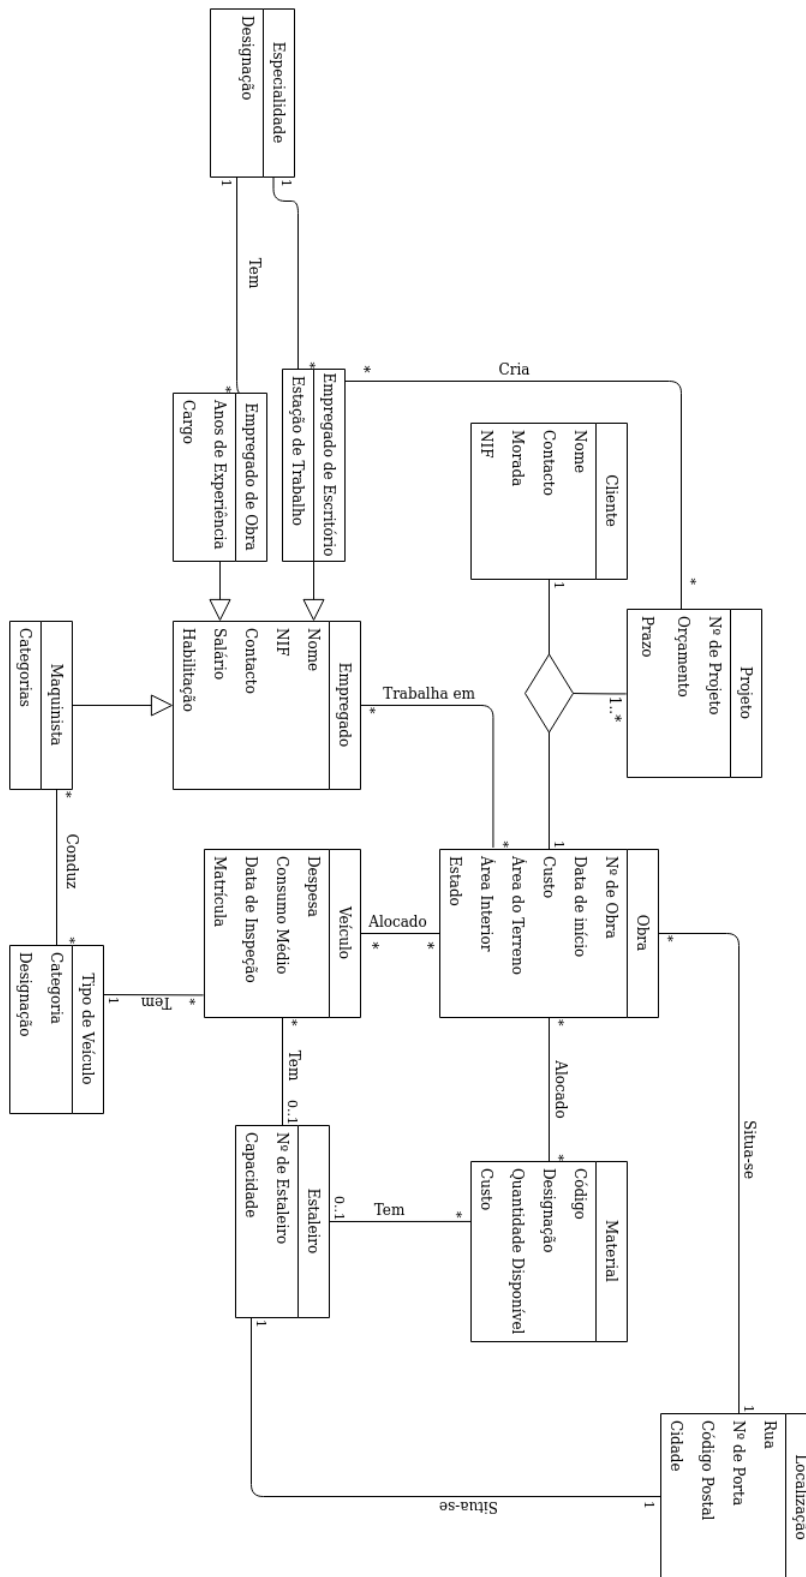 Especialidade
Designação
1
1
Tem
*
*
Empregado de Escritório
Estação de Trabalho
Empregado de Obra
Anos de Experiência
Cargo
Cria
*
*
Cliente
Nome
Contacto
Morada
NIF
1
Projeto
Nº de Projeto
Orçamento
Prazo
1..*
Empregado
Nome
NIF
Contacto
Salário
Habilitação
Trabalha em
*
*
1
Maquinista
Categorias
*
Conduz
*
Obra
Nº de Obra
Data de início
Custo
Área do Terreno
Área Interior
Estado
*
Veículo
Despesa
Consumo Médio
Data de Inspeção
Matrícula
Alocado
*
*
Tipo de Veículo
Categoria
Designação
Tem
1
*
*
Tem
0..1
*
Alocado
*
Situa-se
1
Estaleiro
Nº de Estaleiro
Capacidade
0..1
Tem
*
Material
Código
Designação
Quantidade Disponível
Custo
1
Situa-se
1
Localização
Rua
Nº de Porta
Código Postal
Cidade